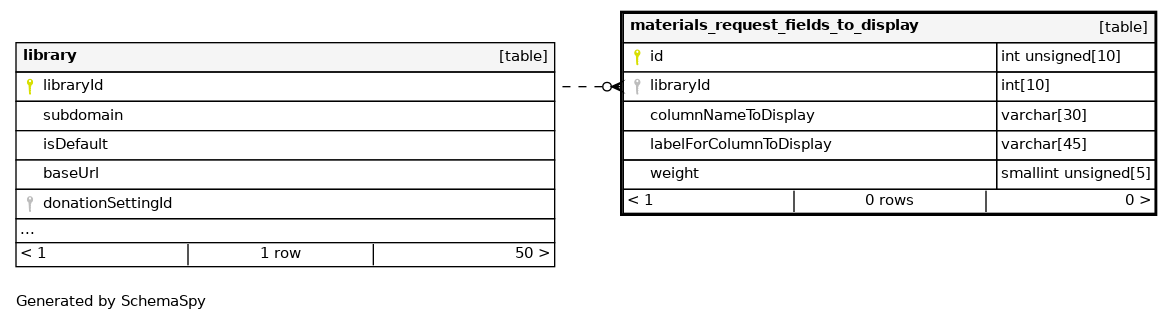 library [table]
libraryId
subdomain
isDefault
baseUrl
donationSettingId
...
< 1 1 row 50 >
materials_request_fields_to_display [table]
id int unsigned[10]
libraryId int[10]
columnNameToDisplay varchar[30]
labelForColumnToDisplay varchar[45]
weight smallint unsigned[5]
< 1 0 rows 0 >
Generated by SchemaSpy